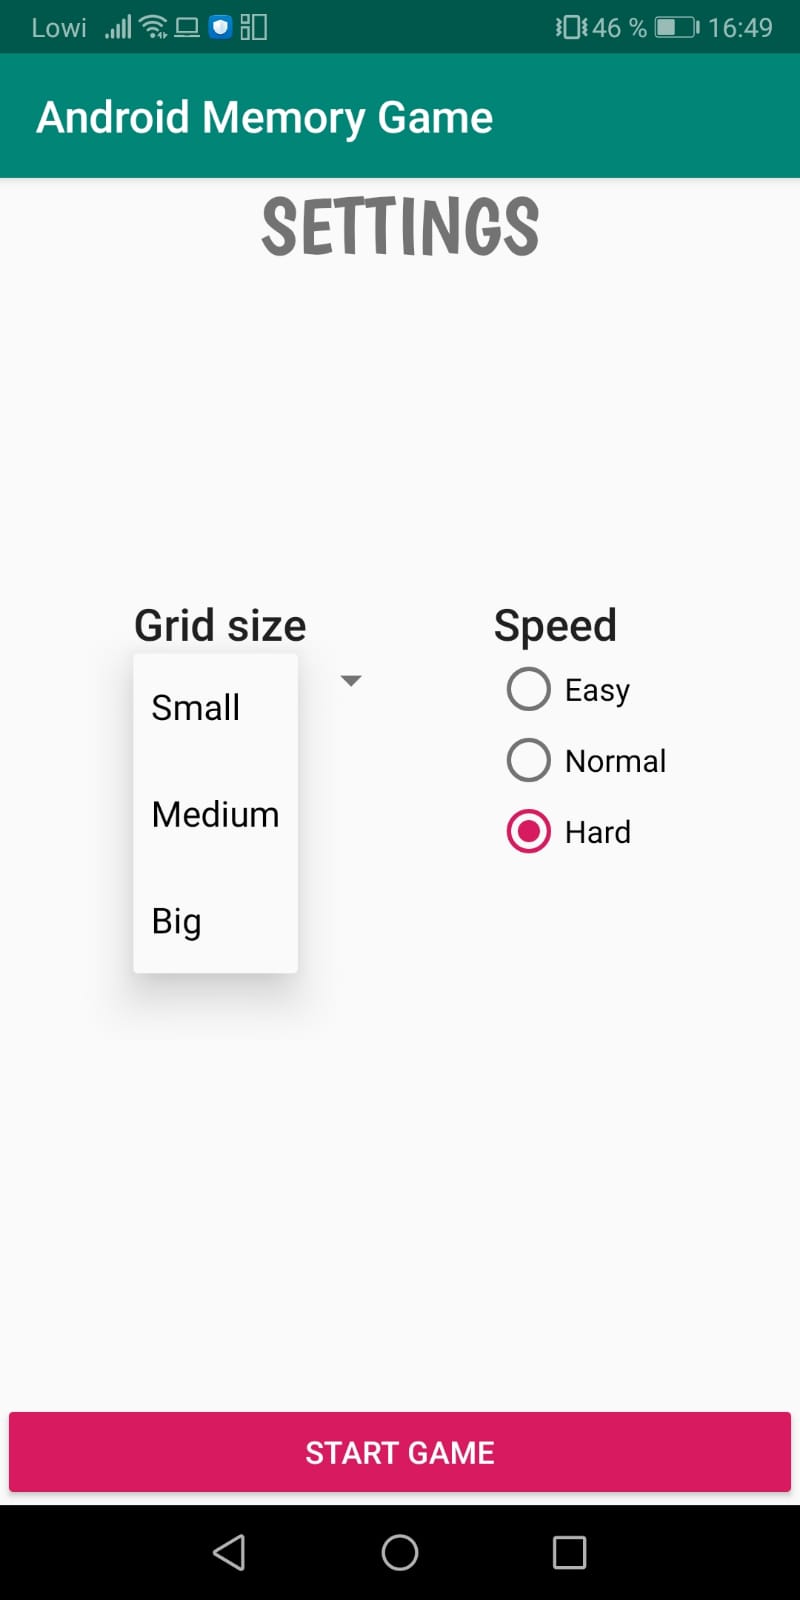 Lowi 46 % 16:49
Android Memory Game
SETTINGS
Grid size
Small
Medium
Big
Speed
Easy
Normal
Hard
START GAME